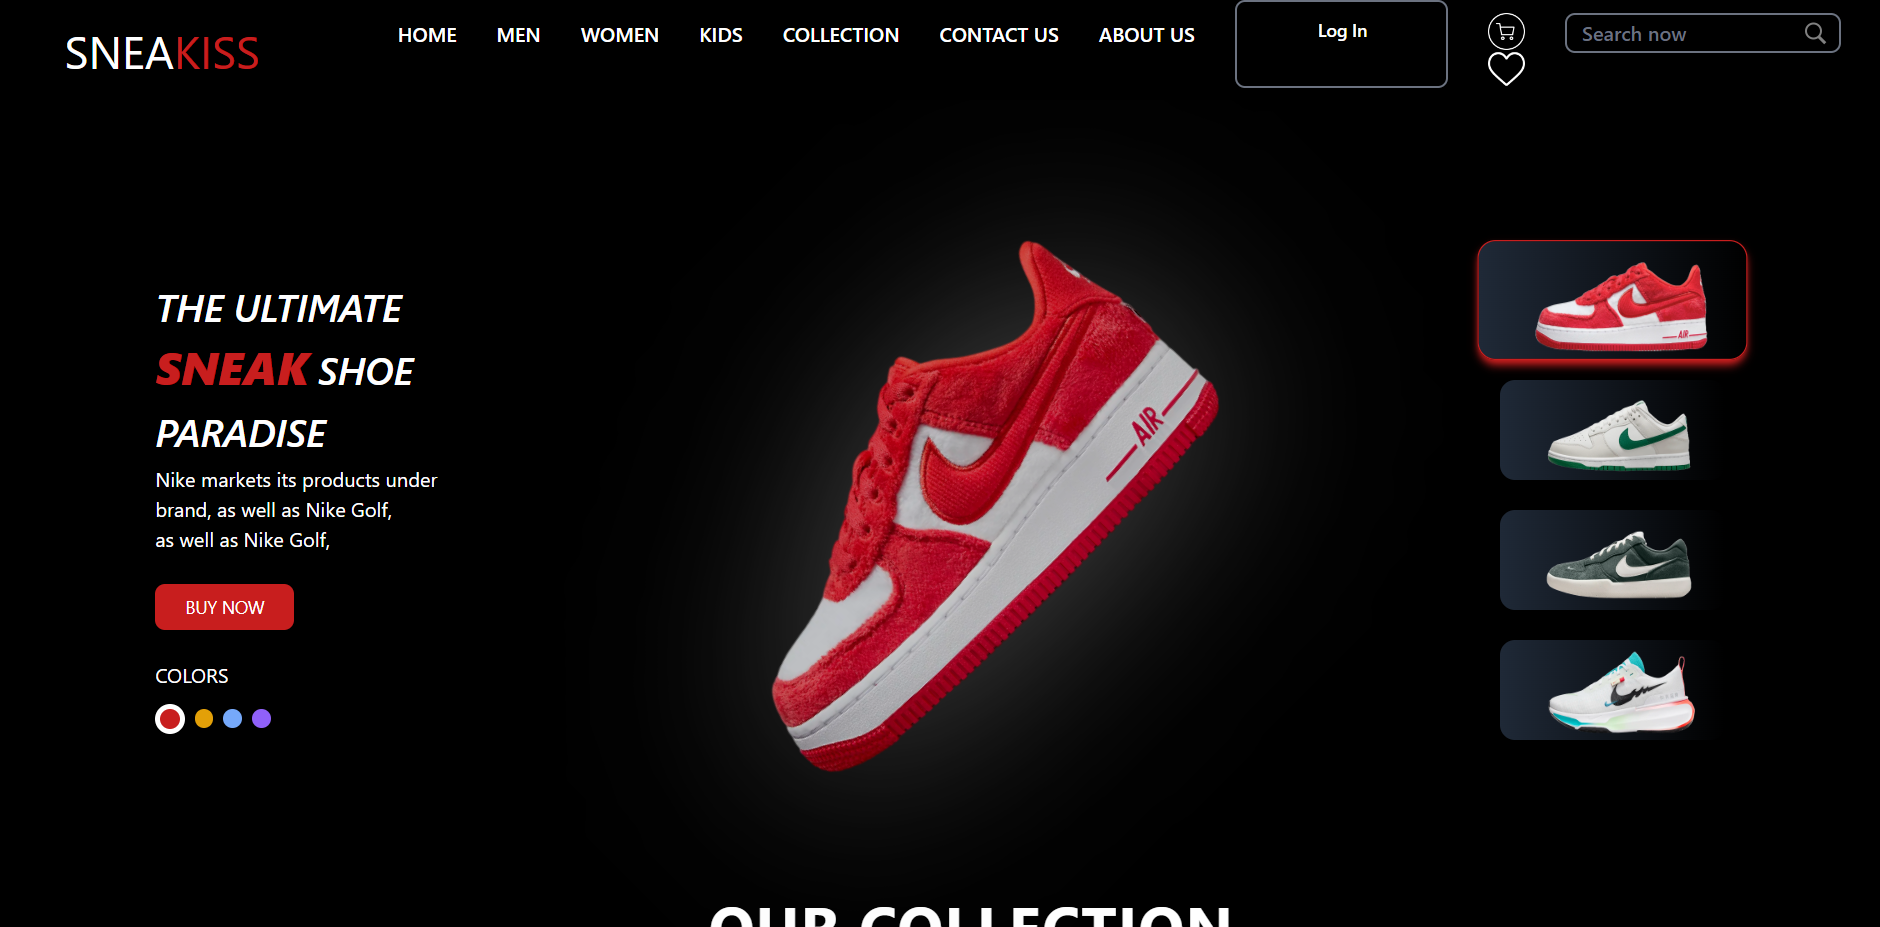 SNEAKISS
HOME MEN WOMEN KIDS COLLECTION CONTACT US ABOUT US Log In Search now
THE ULTIMATE
SNEAK SHOE
PARADISE
Nike markets its products under
brand, as well as Nike Golf,
as well as Nike Golf,
BUY NOW
COLORS
AIR
AIR
OUR COLLECTION